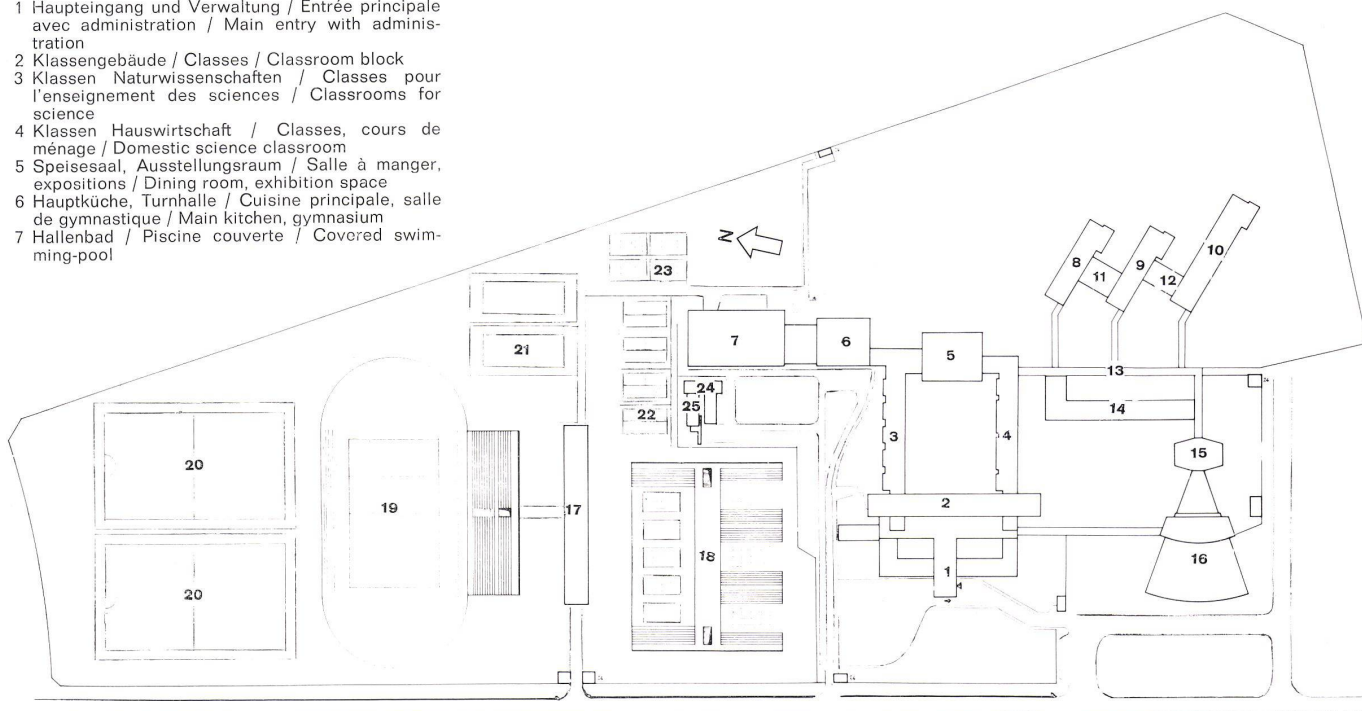 1 Haupteingang und Verwaltung / Entrée principale
avec administration / Main entry with adminis-
tration
2 Klassengebäude / Classes / Classroom block
3 Klassen Naturwissenschaften / Classes pour
l'enseignement des sciences / Classrooms for
science
4 Klassen Hauswirtschaft / Classes, cours de
ménage / Domestic science classroom
5 Speisesaal, Ausstellungsraum / Salle à manger,
expositions / Dining room, exhibition space
6 Hauptküche, Turnhalle / Cuisine principale, salle
de gymnastique / Main kitchen, gymnasium
7 Hallenbad / Piscine couverte / Covered swim-
ming-pool
N
23
8
11
9
12
10
21
7
6
5
13
24
25
22
14
3
4
15
20
19
17
2
18
16
1
20